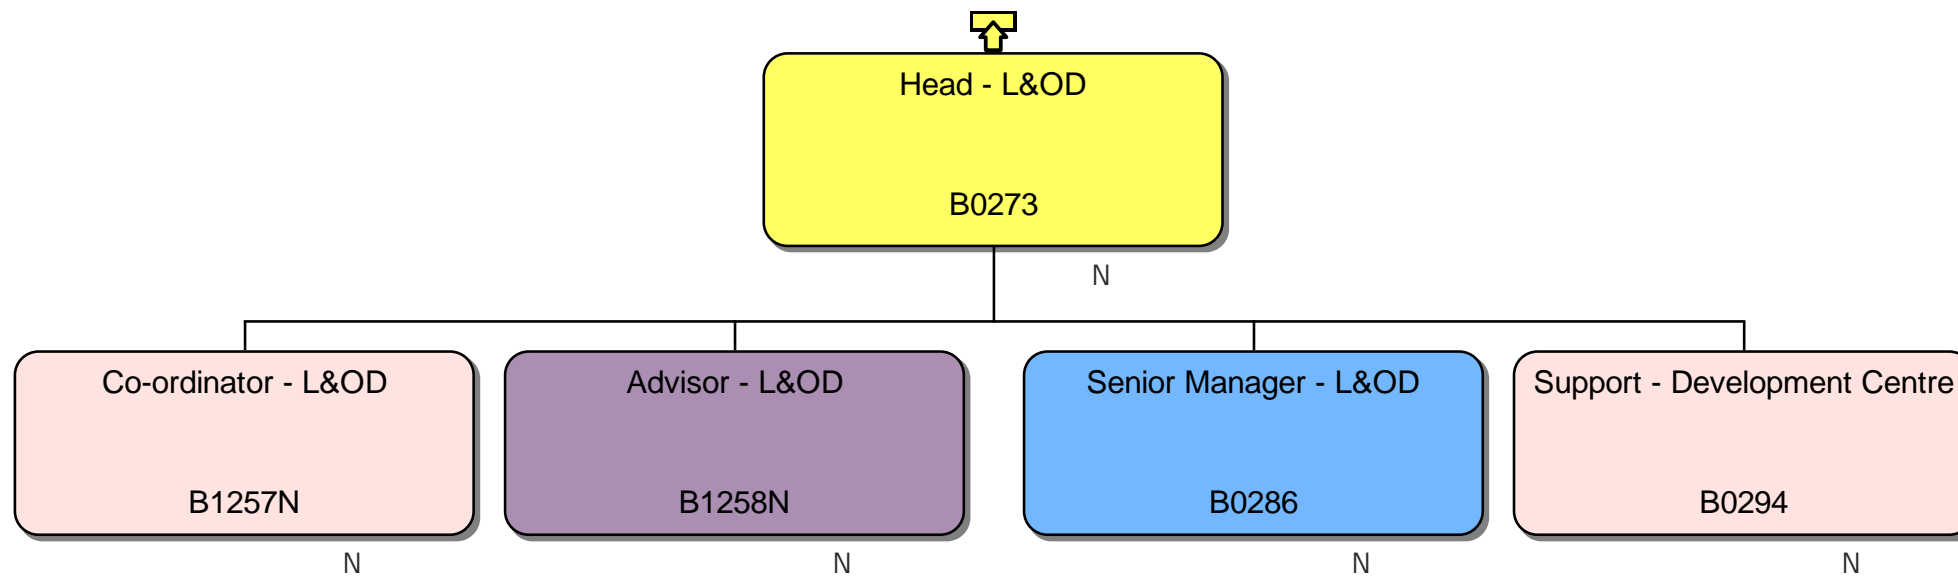 Head - L&OD
B0273
N
Co-ordinator - L&OD
B1257N
N
Advisor - L&OD
B1258N
N
Senior Manager - L&OD
B0286
N
Support - Development Centre
B0294
N